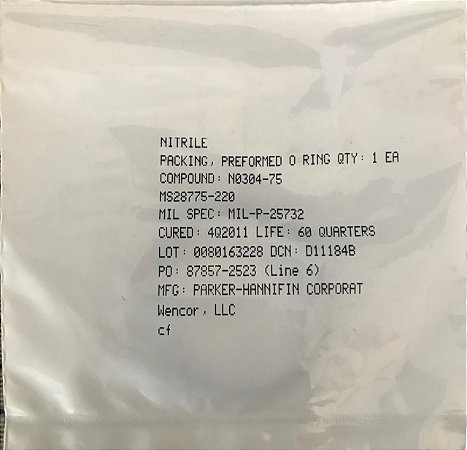 NITRILE
PACKING, PREFORMED O RING QTY: 1 EA
COMPOUND: N0304-75
MS28775-220
MIL SPEC: MIL-P-25732
CURED: 4Q2011 LIFE: 60 QUARTERS
LOT: 0080163228 DCN: D11184B
PO: 87857-2523 (Line 6)
MFG: PARKER-HANNIFIN CORPORAT
Wencor, LLC
cf